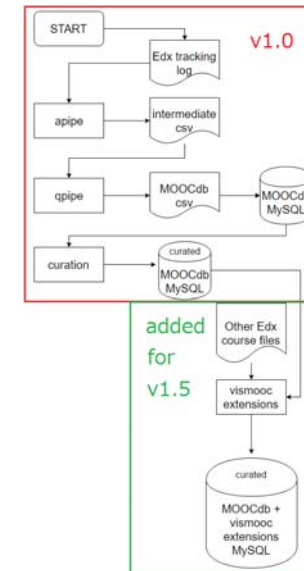 START
v1.0
Edx tracking
log
apipe
intermediate
csv
qpipe
MOOCdb
csv
MySQL
curation
curated
MOOCdb
MySQL
added
for
v1.5
Other Edx
course files
vismooc
extensions
curated
MOOCdb +
vismooc
extensions
MySQL